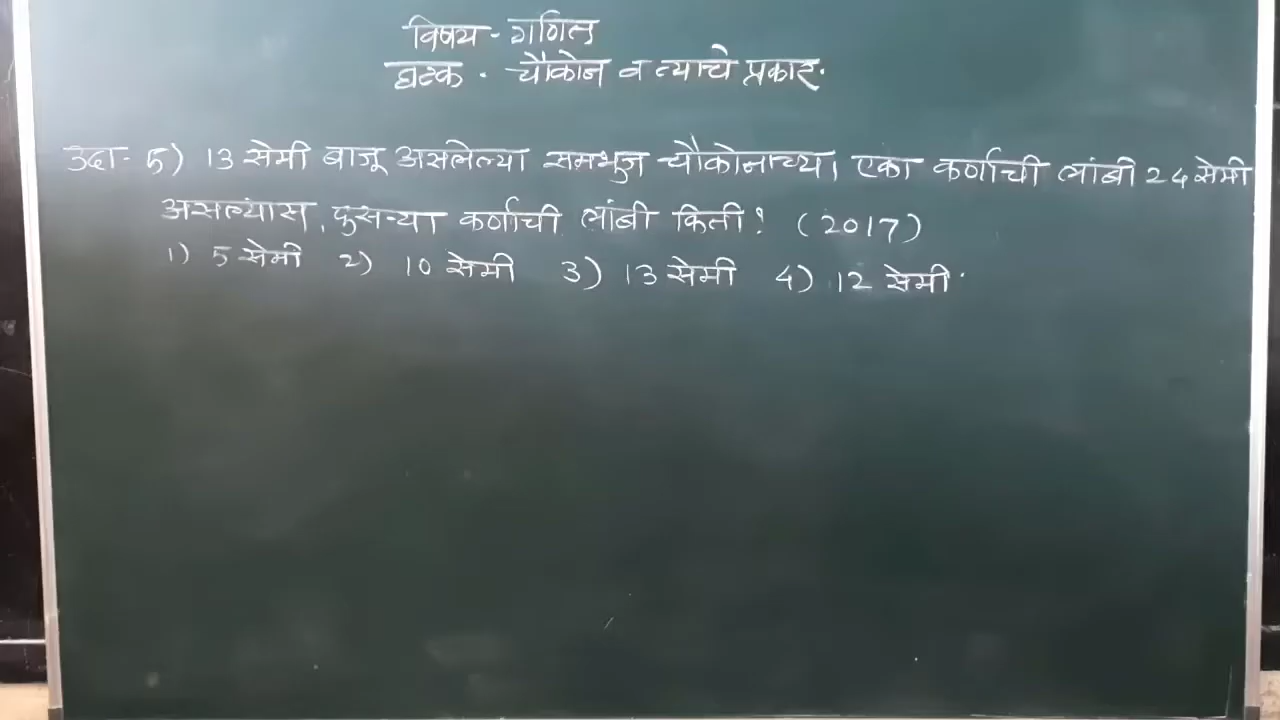 विषय - गणित
घटक - चौकोन व त्याचे प्रकार.
उदा - 5) 13 सेमी बाजू असलेल्या समभुज चौकोनाच्या एका कर्णाची लांबी 24 सेमी
असल्यास, दुसऱ्या कर्णाची लांबी किती? (2017)
1) 5 सेमी 2) 10 सेमी 3) 13 सेमी 4) 12 सेमी.